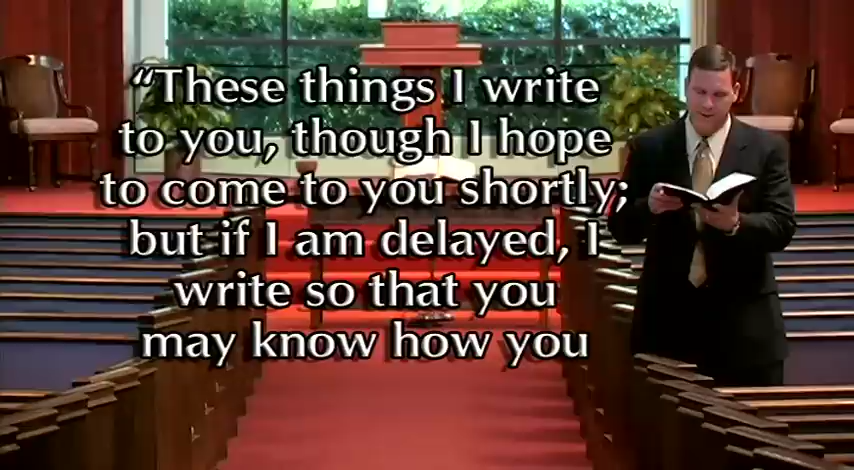 “These things I write
to you, though I hope
to come to you shortly;
but if I am delayed, I
write so that you
may know how you